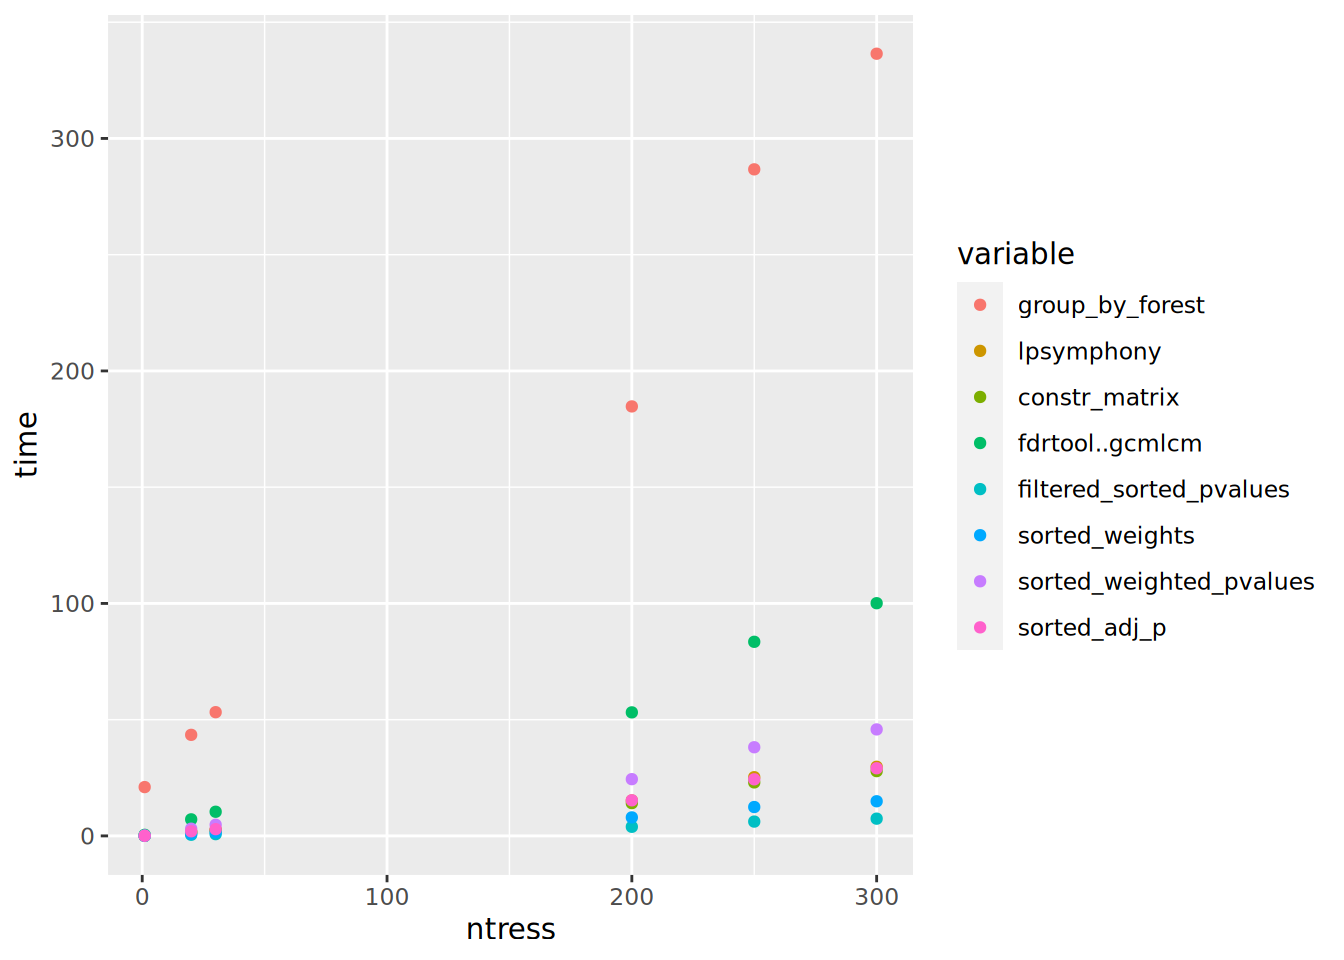 300
200
100
0
time
0 100 200 300
ntress
variable
group_by_forest
lpsymphony
constr_matrix
fdrtool..gcmlcm
filtered_sorted_pvalues
sorted_weights
sorted_weighted_pvalues
sorted_adj_p